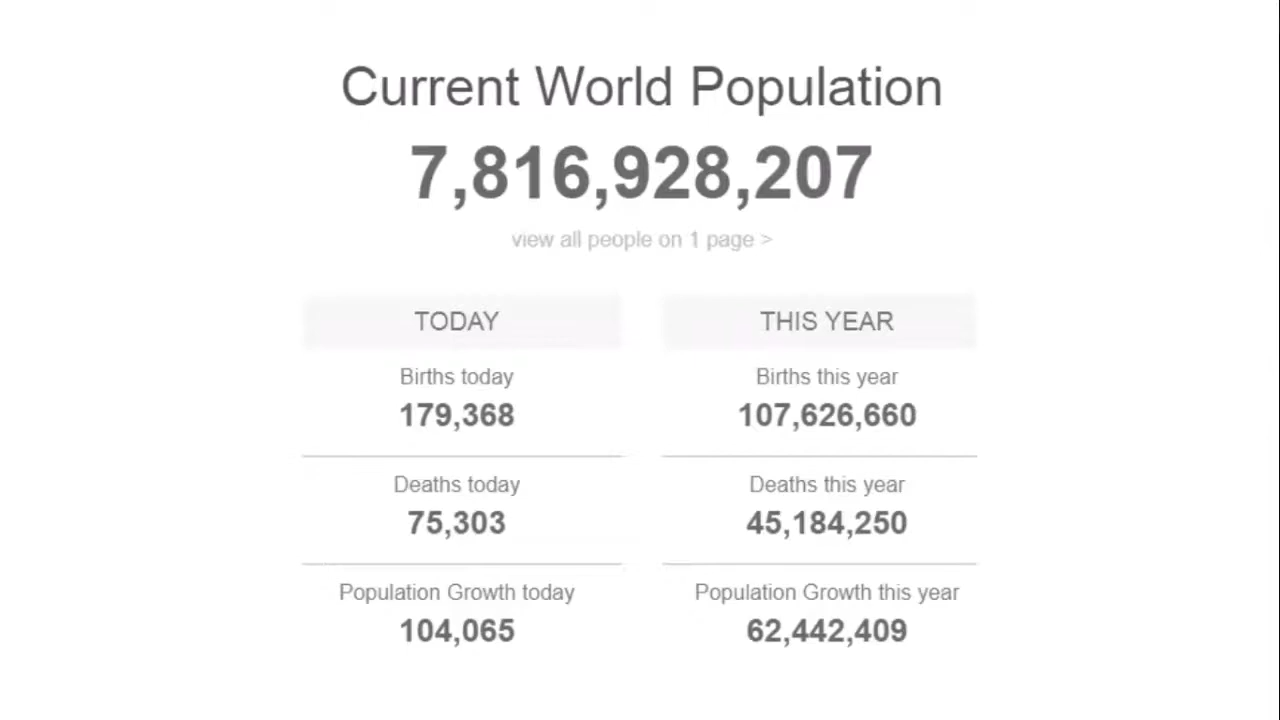 Current World Population
7,816,928,207
view all people on 1 page >
TODAY
Births today
179,368
Deaths today
75,303
Population Growth today
104,065
THIS YEAR
Births this year
107,626,660
Deaths this year
45,184,250
Population Growth this year
62,442,409